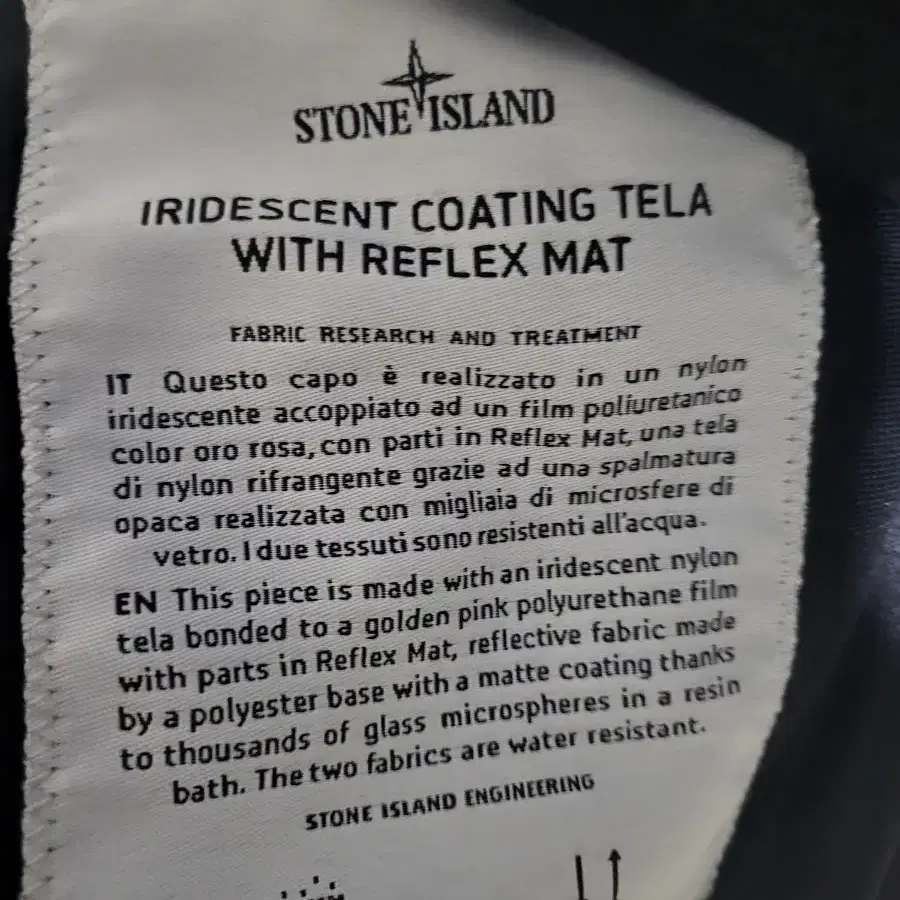 STONE ISLAND
IRIDESCENT COATING TELA
WITH REFLEX MAT
FABRIC RESEARCH AND TREATMENT
IT Questo capo è realizzato in un nylon
iridescente accoppiato ad un film poliuretanico
color oro rosa, con parti in Reflex Mat, una tela
di nylon rifrangente grazie ad una spalmatura
opaca realizzata con migliaia di microsfere di
vetro. I due tessuti sono resistenti all'acqua.
EN This piece is made with an iridescent nylon
tela bonded to a golden pink polyurethane film
with parts in Reflex Mat, reflective fabric made
by a polyester base with a matte coating thanks
to thousands of glass microspheres in a resin
bath. The two fabrics are water resistant.
STONE ISLAND ENGINEERING